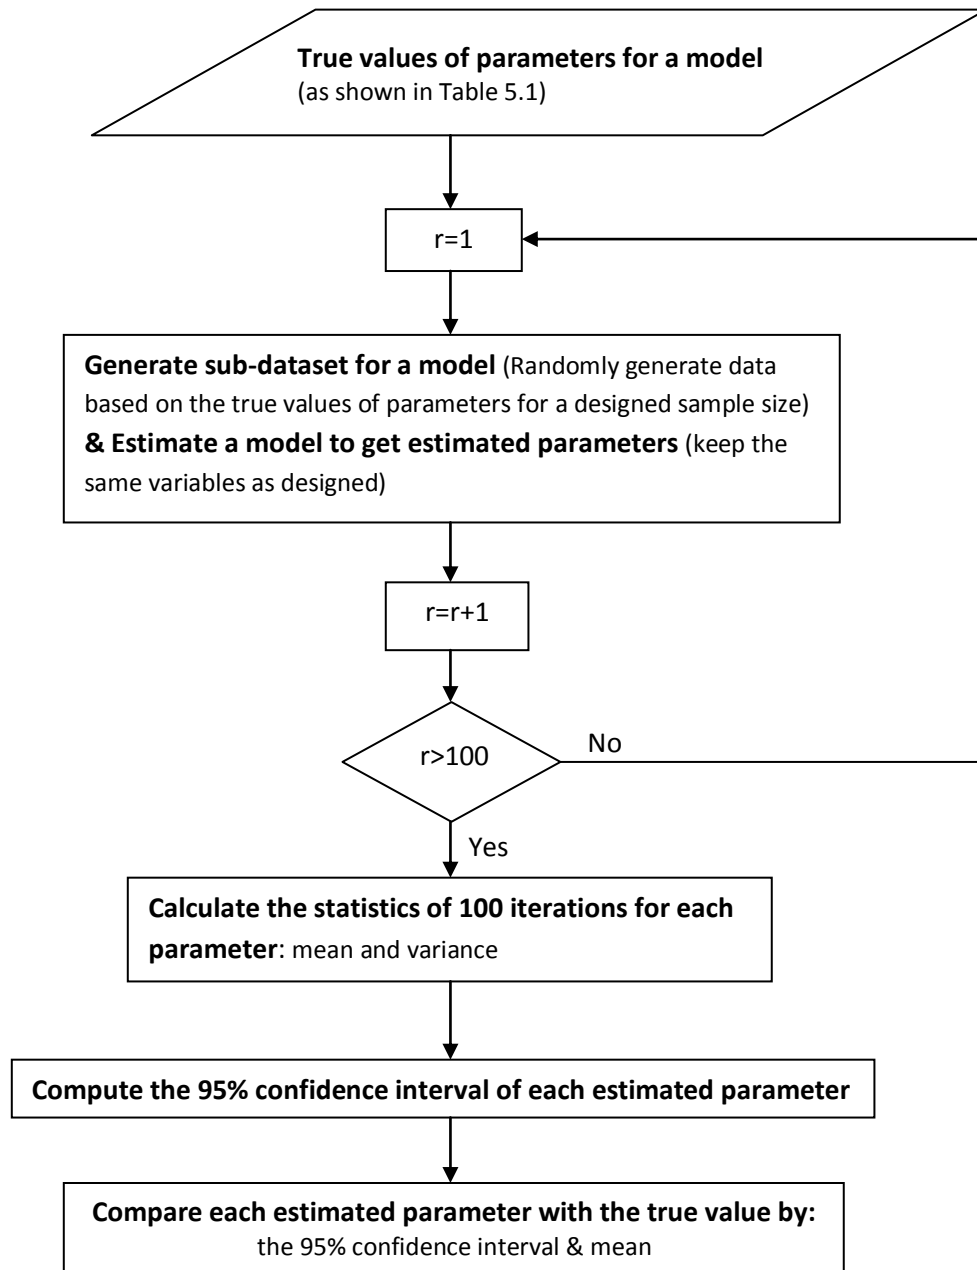 True values of parameters for a model
(as shown in Table 5.1)
r=1
Generate sub-dataset for a model (Randomly generate data
based on the true values of parameters for a designed sample size)
& Estimate a model to get estimated parameters (keep the
same variables as designed)
r=r+1
r>100
No
Yes
Calculate the statistics of 100 iterations for each
parameter: mean and variance
Compute the 95% confidence interval of each estimated parameter
Compare each estimated parameter with the true value by:
the 95% confidence interval & mean